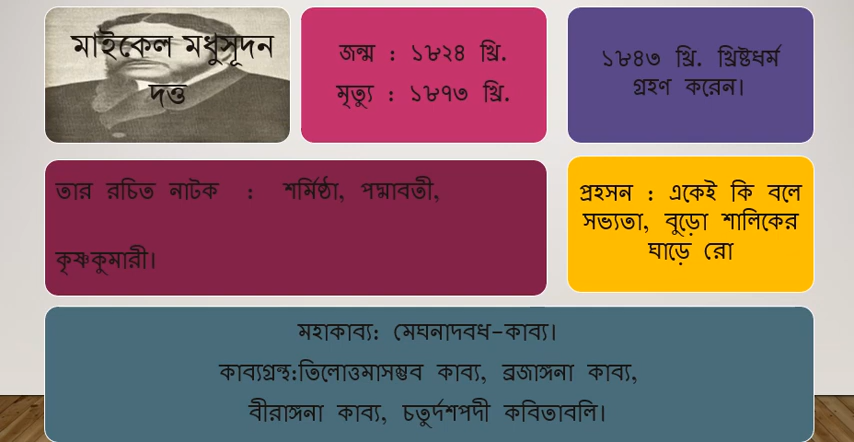 মাইকেল মধুসূদন
দত্ত
জন্ম : ১৮২৪ খ্রি.
মৃত্যু : ১৮৭৩ খ্রি.
১৮৪৩ খ্রি. খ্রিষ্টধর্ম
গ্রহণ করেন।
তার রচিত নাটক : শর্মিষ্ঠা, পদ্মাবতী,
কৃষ্ণকুমারী।
প্রহসন : একেই কি বলে
সভ্যতা, বুড়ো শালিকের
ঘাড়ে রো
মহাকাব্য: মেঘনাদবধ-কাব্য।
কাব্যগ্রন্থ:তিলোত্তমাসম্ভব কাব্য, ব্রজাঙ্গনা কাব্য,
বীরাঙ্গনা কাব্য, চতুর্দশপদী কবিতাবলি।